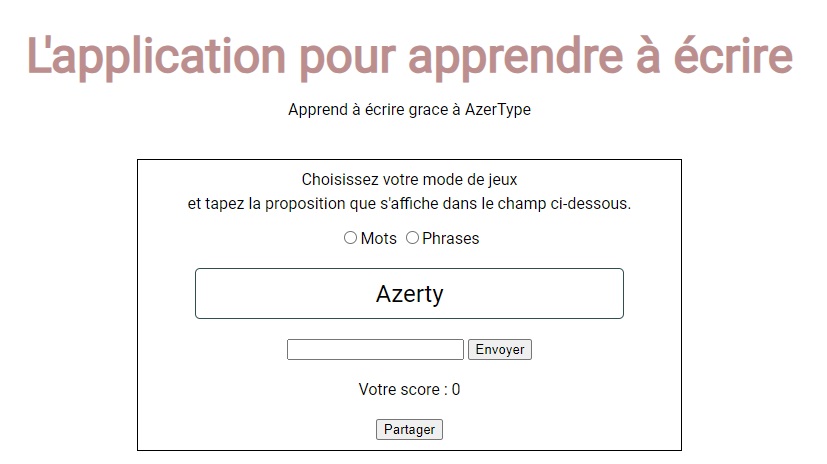 L'application pour apprendre à écrire
Apprend à écrire grace à AzerType
Choisissez votre mode de jeux
et tapez la proposition que s'affiche dans le champ ci-dessous.
Mots Phrases
Azerty
Envoyer
Votre score : 0
Partager